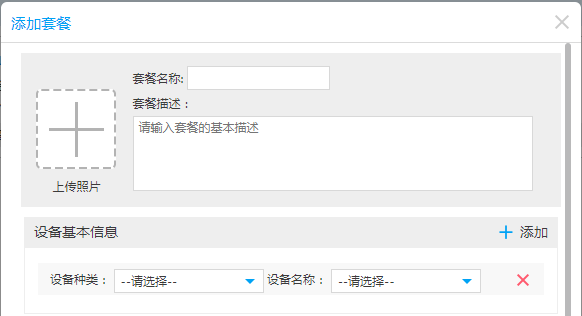 添加套餐
套餐名称:
套餐描述：
请输入套餐的基本描述
上传照片
设备基本信息 添加
设备种类： --请选择-- 设备名称： --请选择--